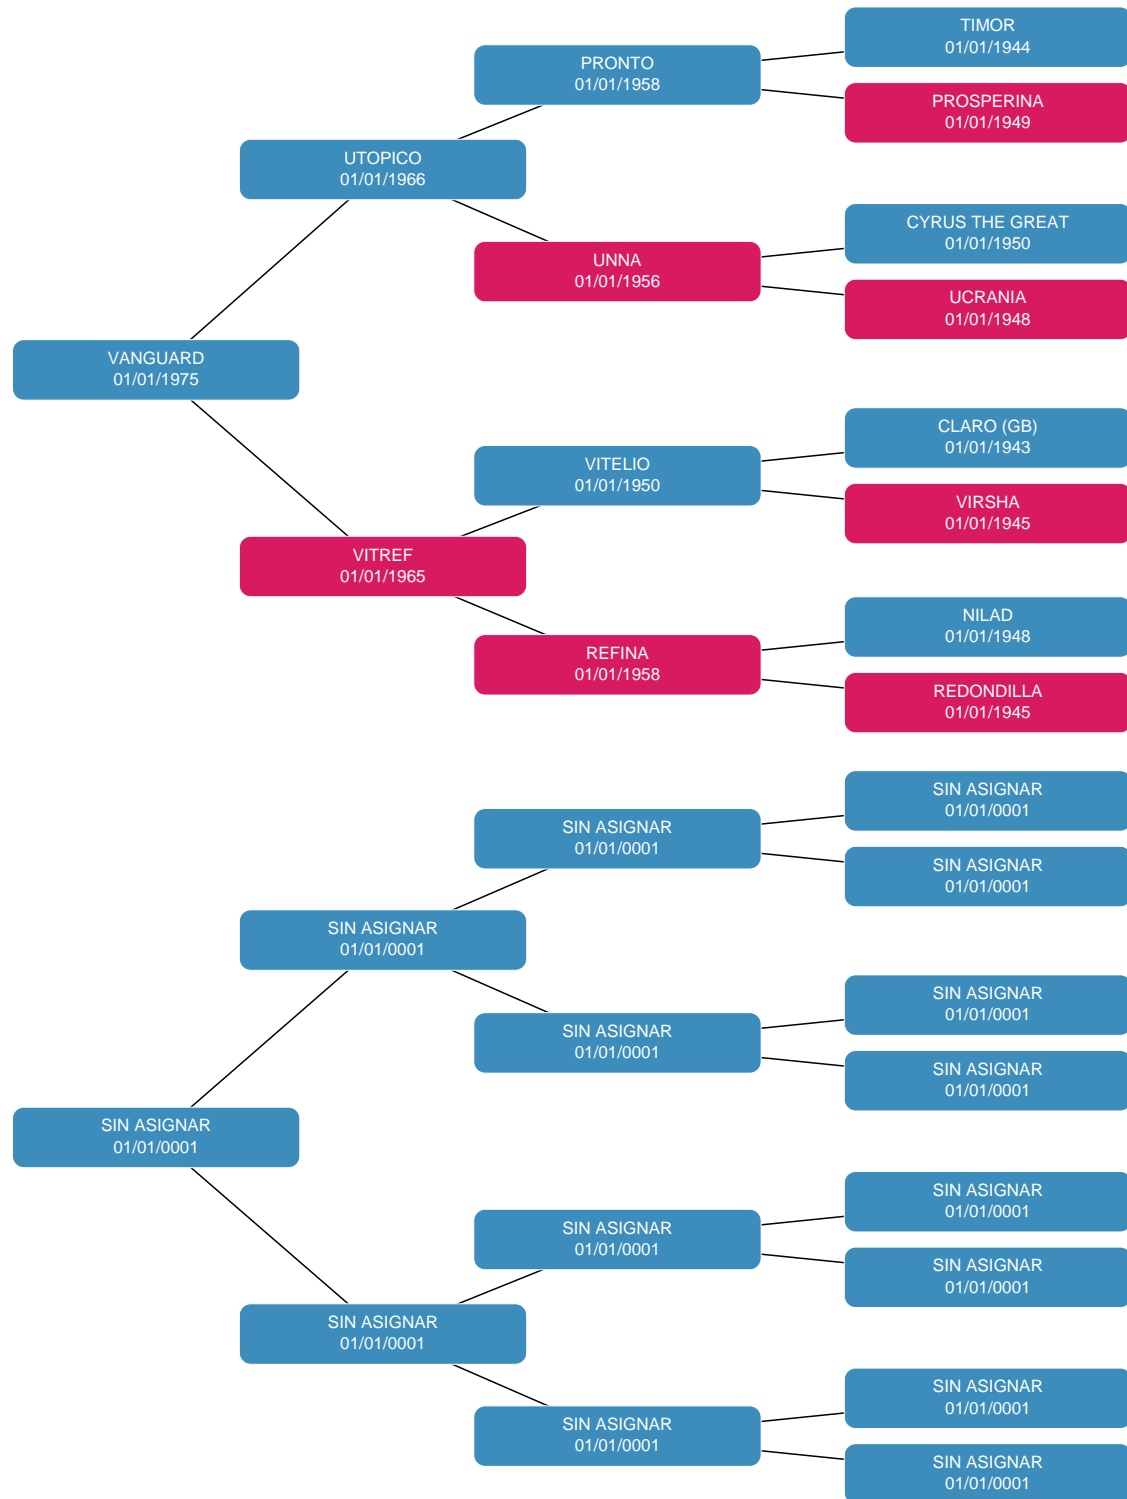 TIMOR
01/01/1944
PRONTO
01/01/1958
PROSPERINA
01/01/1949
UTOPICO
01/01/1966
CYRUS THE GREAT
01/01/1950
UNNA
01/01/1956
UCRANIA
01/01/1948
VANGUARD
01/01/1975
CLARO (GB)
01/01/1943
VITELIO
01/01/1950
VIRSHA
01/01/1945
VITREF
01/01/1965
NILAD
01/01/1948
REFINA
01/01/1958
REDONDILLA
01/01/1945
SIN ASIGNAR
01/01/0001
SIN ASIGNAR
01/01/0001
SIN ASIGNAR
01/01/0001
SIN ASIGNAR
01/01/0001
SIN ASIGNAR
01/01/0001
SIN ASIGNAR
01/01/0001
SIN ASIGNAR
01/01/0001
SIN ASIGNAR
01/01/0001
SIN ASIGNAR
01/01/0001
SIN ASIGNAR
01/01/0001
SIN ASIGNAR
01/01/0001
SIN ASIGNAR
01/01/0001
SIN ASIGNAR
01/01/0001
SIN ASIGNAR
01/01/0001
SIN ASIGNAR
01/01/0001